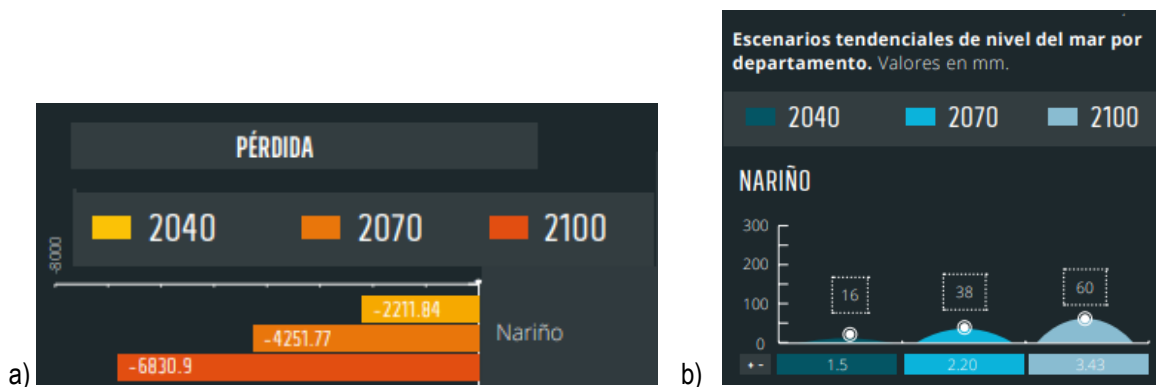 a)
PÉRDIDA
2040 2070 2100
-8000
-2211.84
-4251.77
-6830.9
Nariño
b)
Escenarios tendenciales de nivel del mar por
departamento. Valores en mm.
2040 2070 2100
NARIÑO
300
200
100
0
16 38 60
+ - 1.5 2.20 3.43